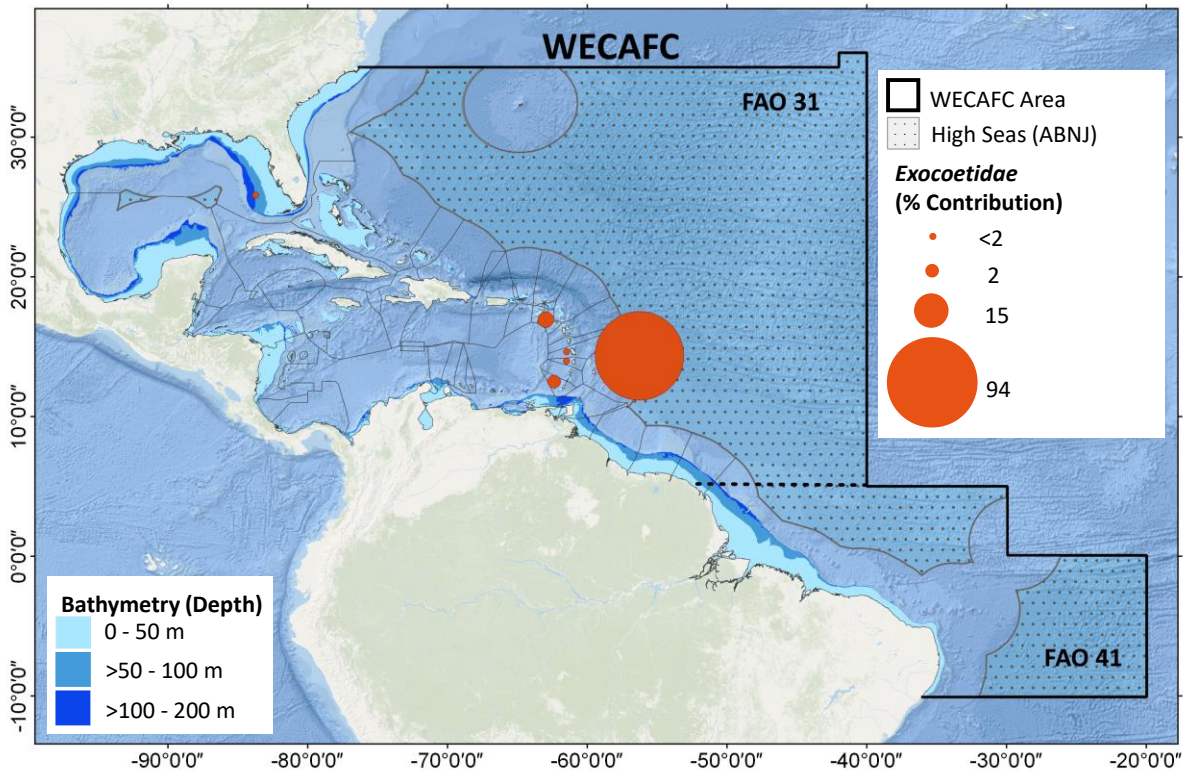 WECAFC
FAO 31
WECAFC Area
High Seas (ABNJ)
Exocoetidae
(% Contribution)
<2
2
15
94
FAO 41
Bathymetry (Depth)
0 - 50 m
>50 - 100 m
>100 - 200 m
30°0'0"
20°0'0"
10°0'0"
0°0'0"
-10°0'0"
-90°0'0"
-80°0'0"
-70°0'0"
-60°0'0"
-50°0'0"
-40°0'0"
-30°0'0"
-20°0'0"